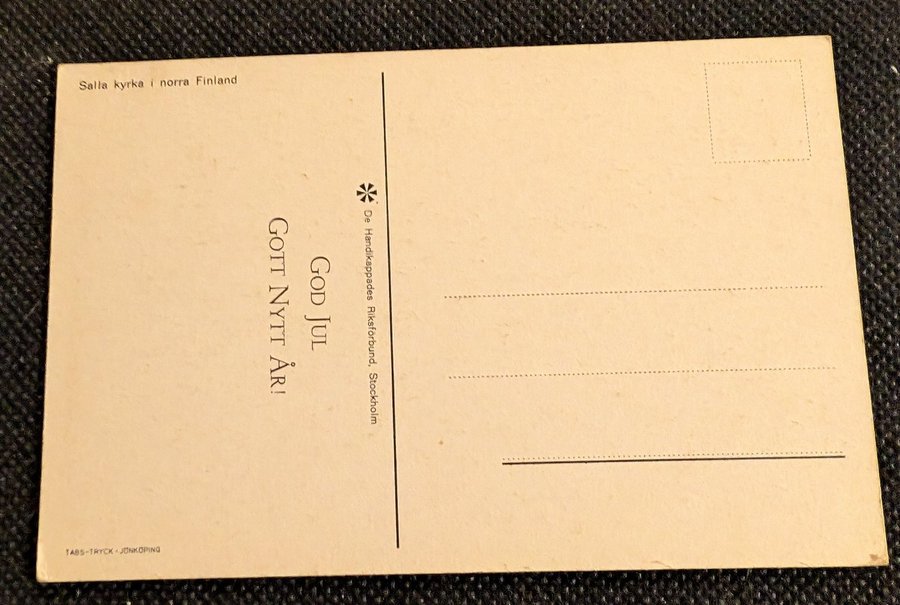 Salla kyrka i norra Finland
De Handikappades Riksförbund, Stockholm
GOD JUL
GOTT NYTT ÅR!
TABS-TRYCK - JÖNKÖPING